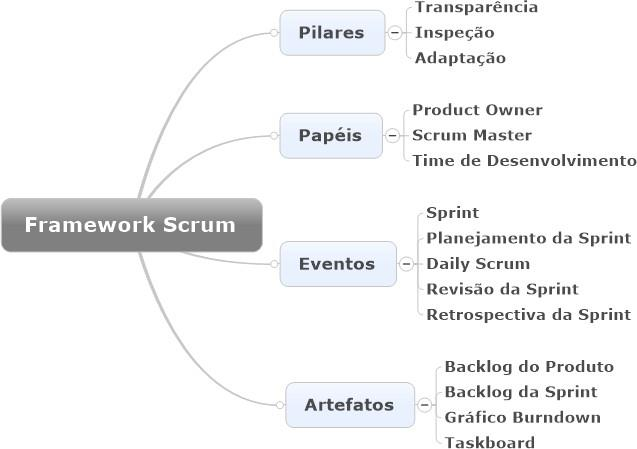 Framework Scrum
Pilares
Transparência
Inspeção
Adaptação
Papéis
Product Owner
Scrum Master
Time de Desenvolvimento
Eventos
Sprint
Planejamento da Sprint
Daily Scrum
Revisão da Sprint
Retrospectiva da Sprint
Artefatos
Backlog do Produto
Backlog da Sprint
Gráfico Burndown
Taskboard